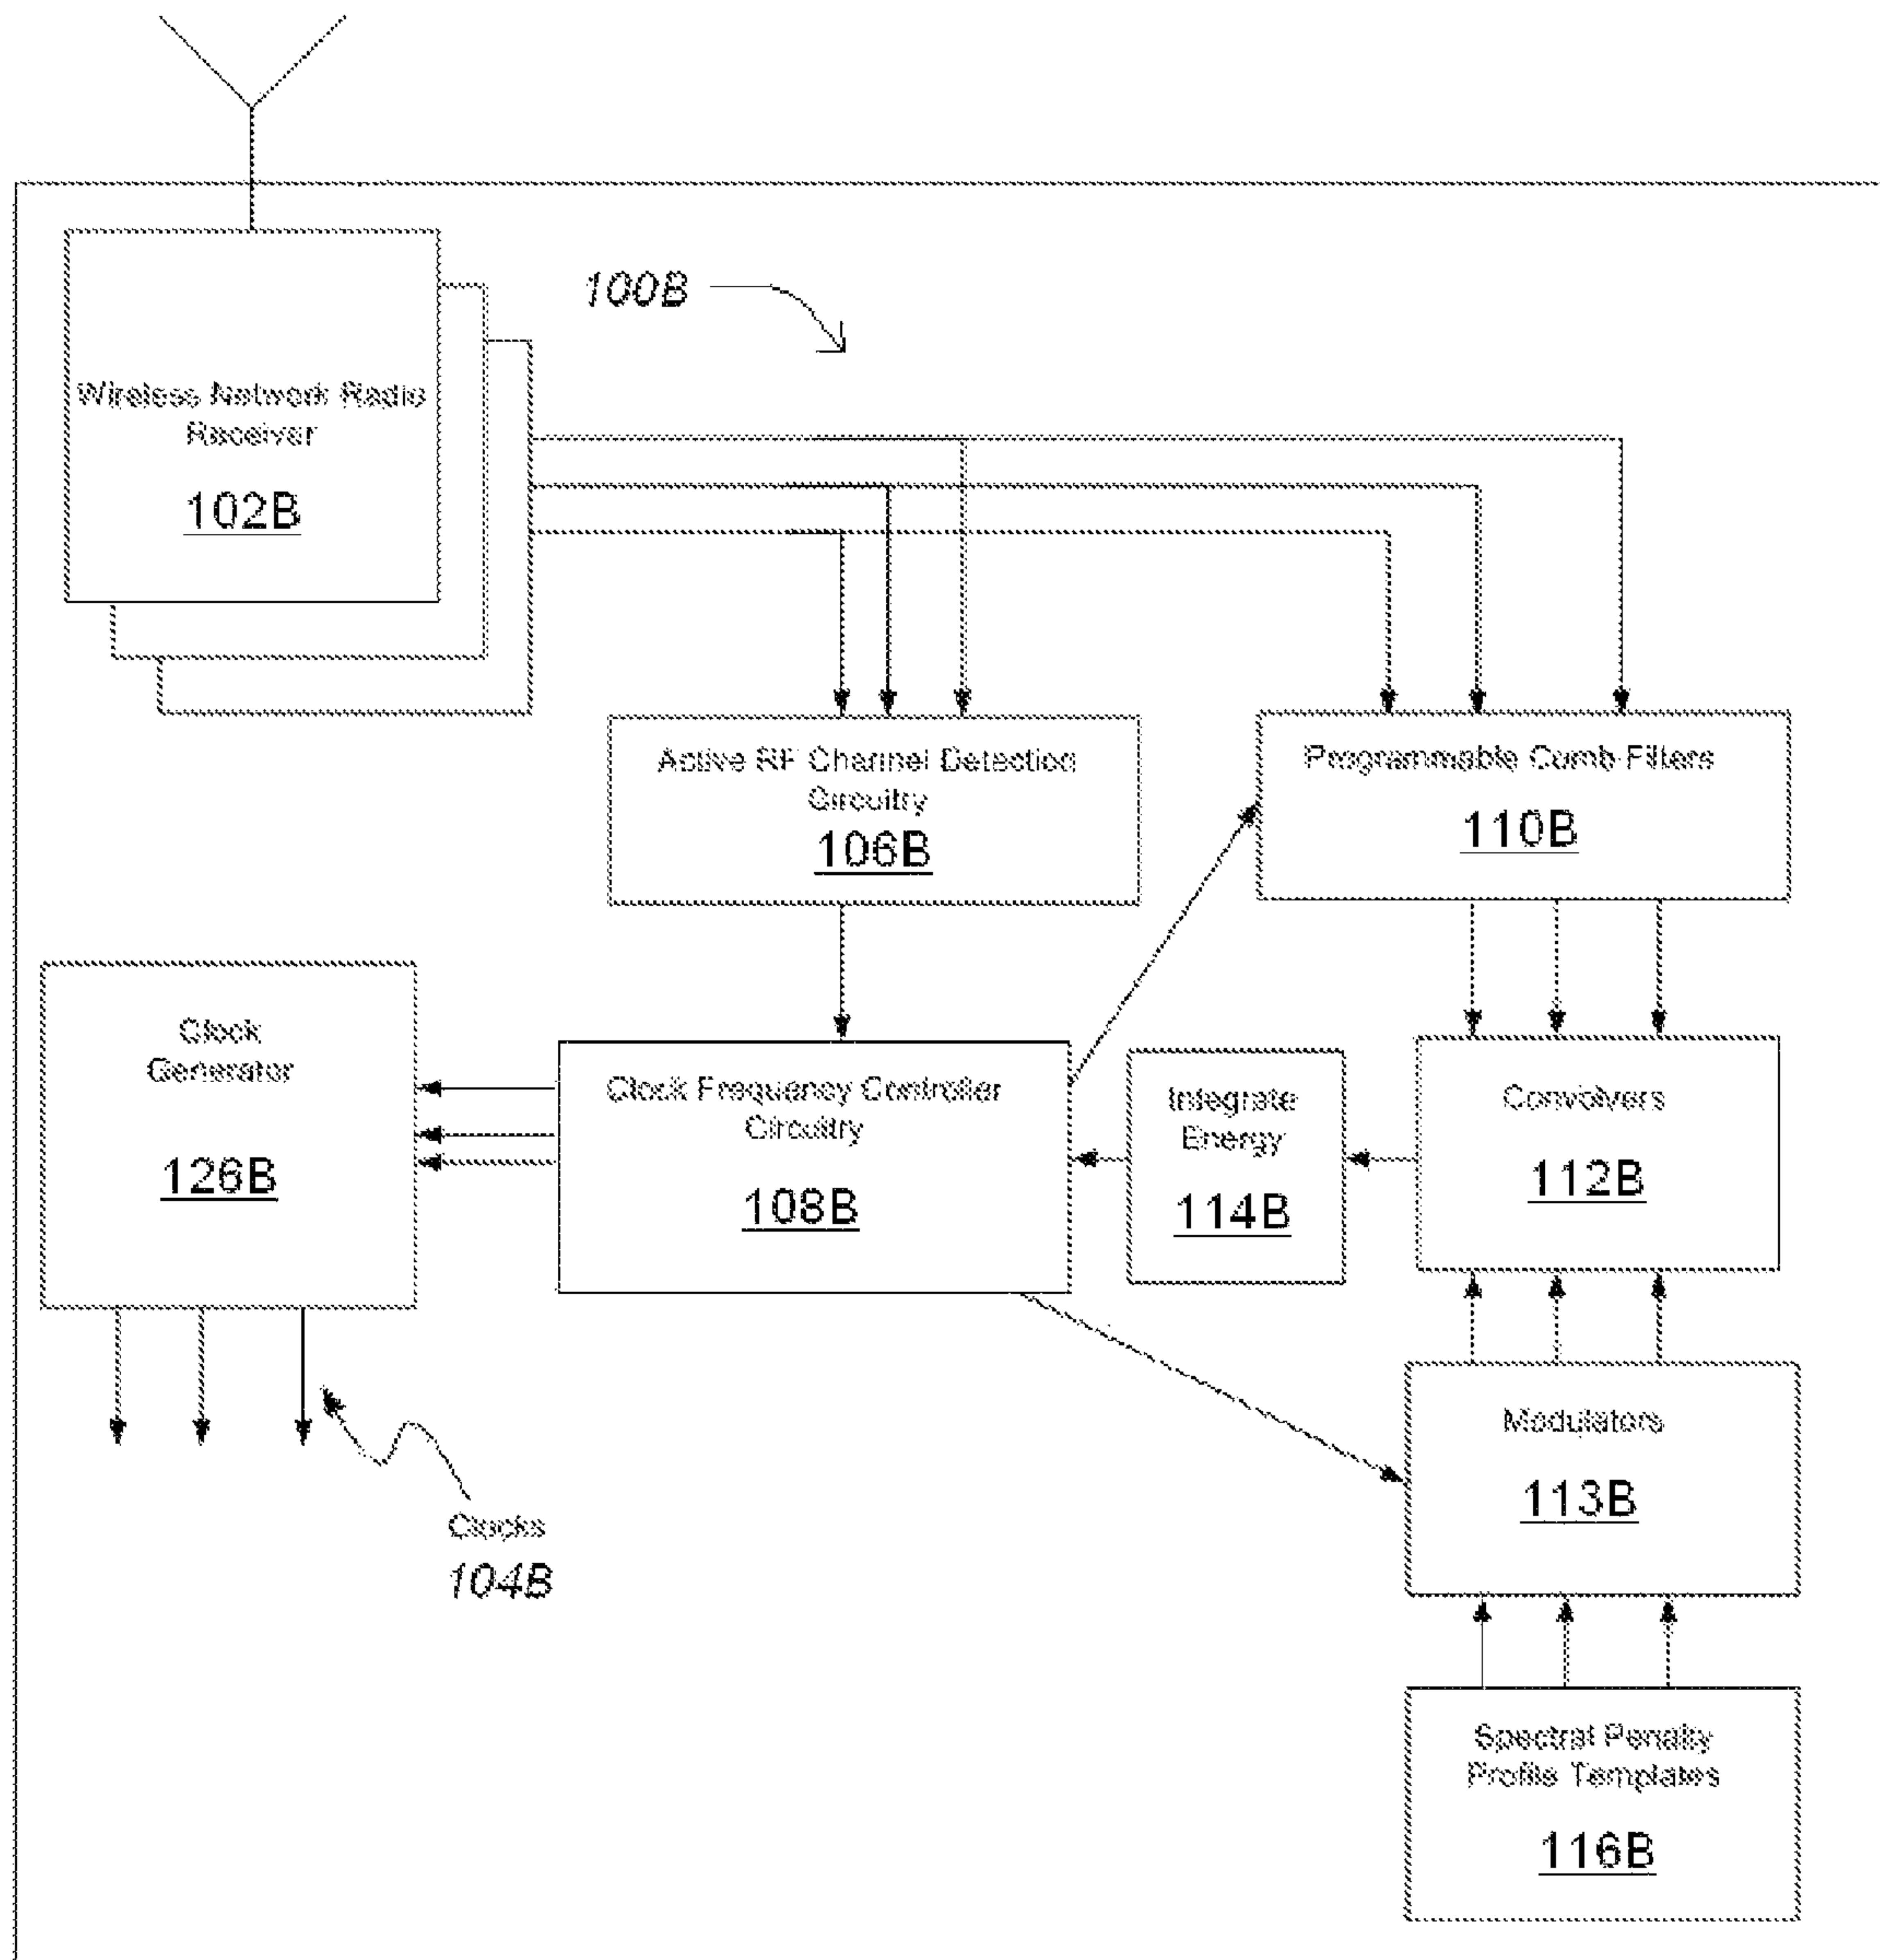 100B
Wireless Network Radio
Receiver
102B
Active RF Channel Detection
Circuitry
106B
Programmable Comb Filters
110B
Clock
Generator
126B
Clock Frequency Controller
Circuitry
108B
Integrate
Energy
114B
Convolvers
112B
Modulators
113B
Clocks
104B
Spectral Penalty
Profile Templates
116B